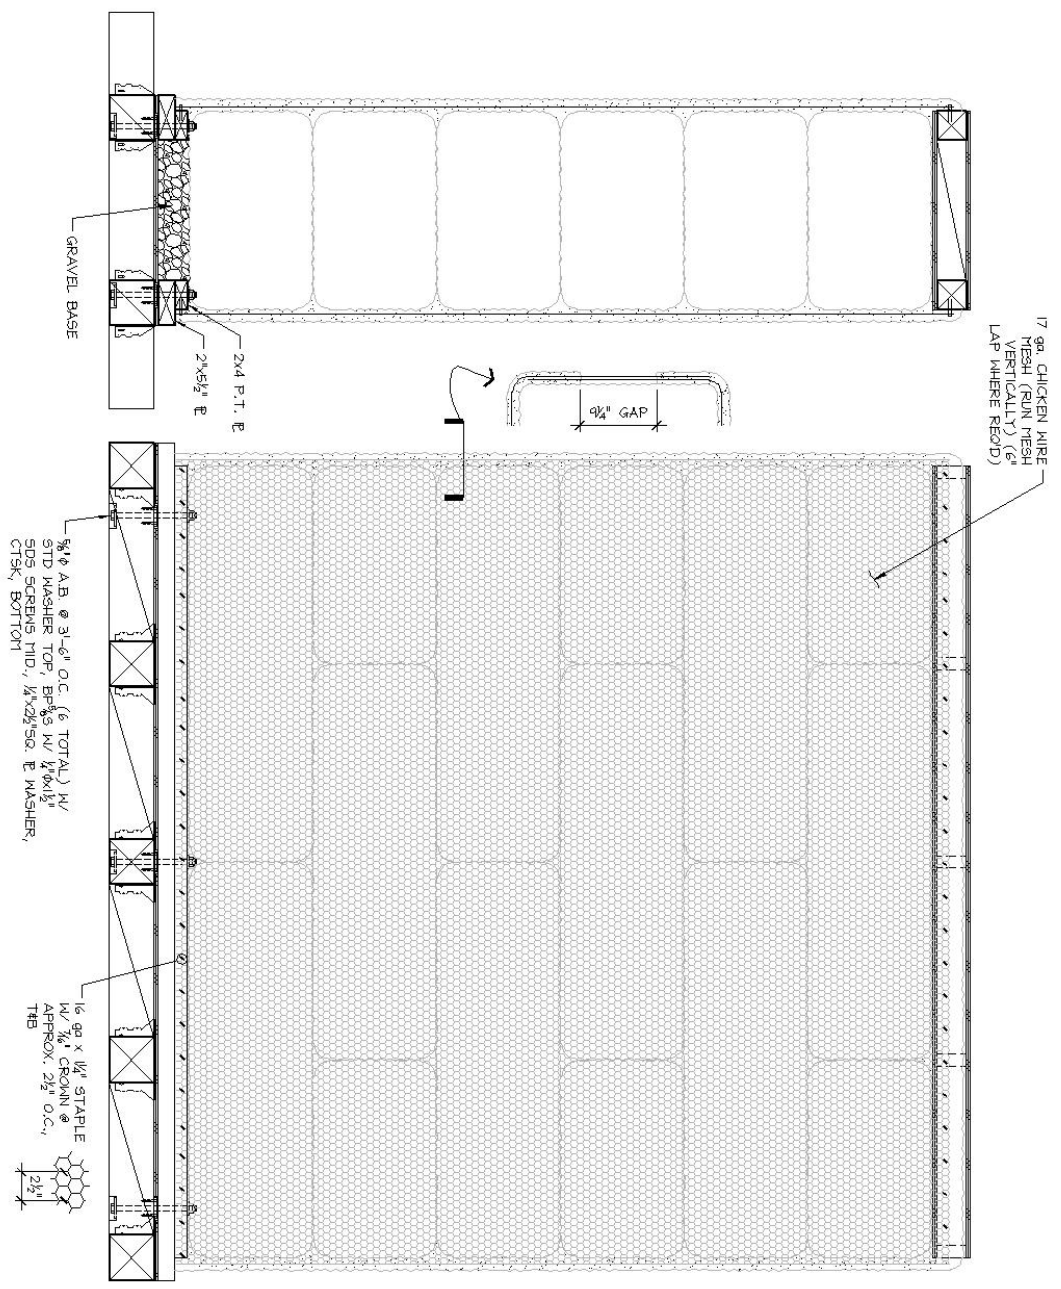 17 ga. CHICKEN WIRE
MESH (RUN MESH
VERTICALLY) (6"
LAP WHERE REQ'D)
GRAVEL BASE
2x4 P.T. ℄
2"x5½" ℄
9¼" GAP
⅝"ϕ A.B. @ 3'-6" O.C. (6 TOTAL) W/
STD WASHER TOP, BP⅝S W/ ¼"ϕx1½"
SDS SCREWS MID., ¼"x2½"SQ. ℄ WASHER,
CTSK, BOTTOM
16 ga x 1¼" STAPLE
W/ 7/16" CROWN @
APPROX. 2½" O.C.,
T&B
2½"